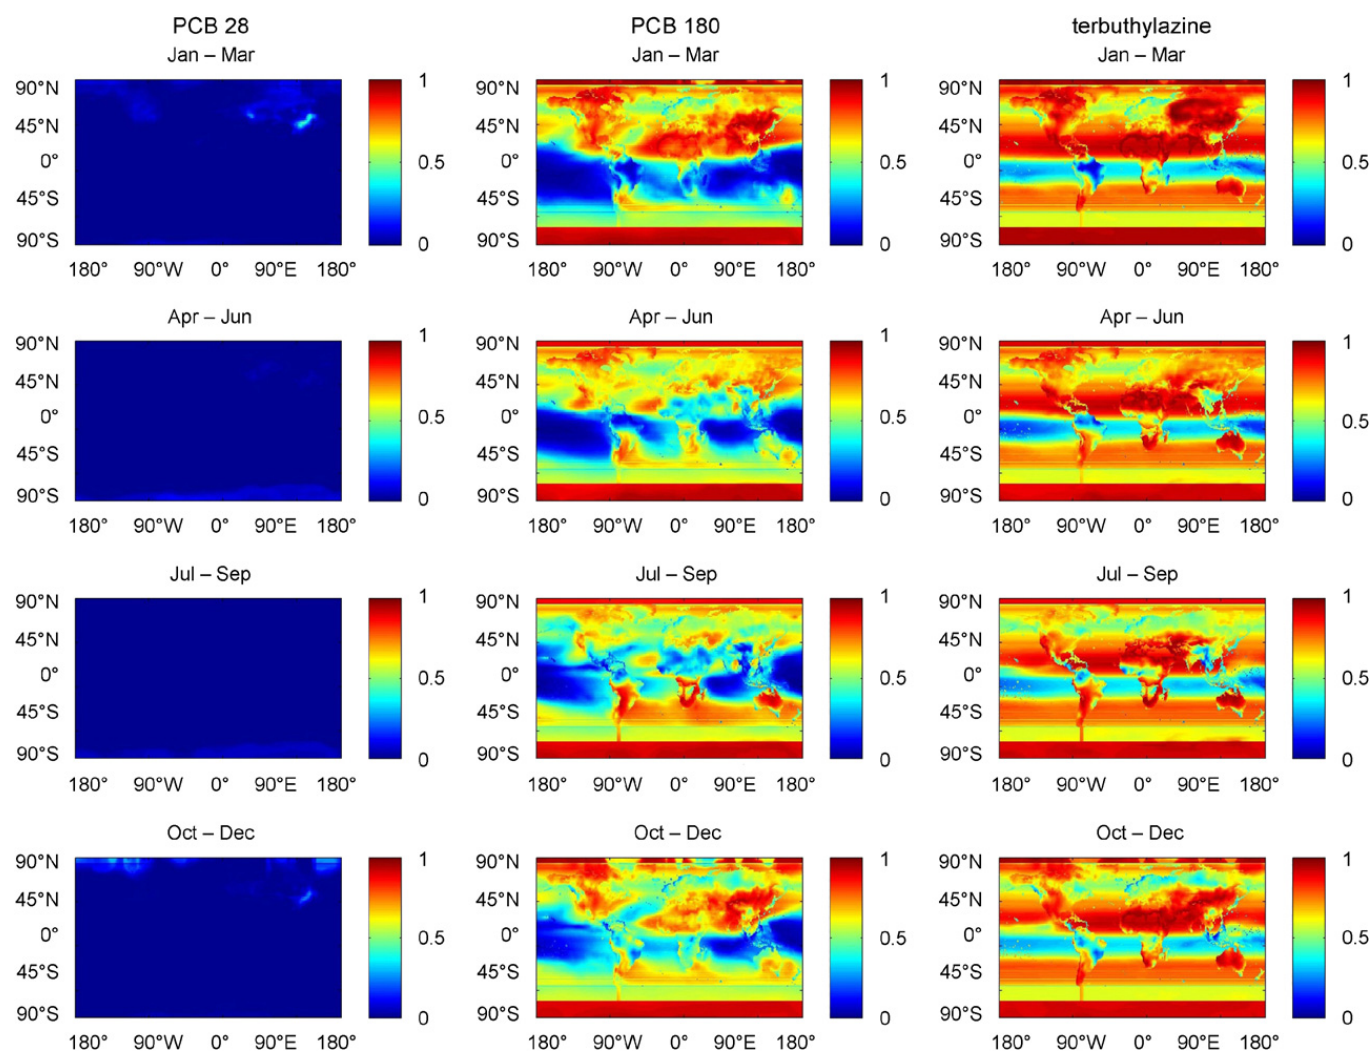 PCB 28 PCB 180 terbuthylazine
Jan – Mar Jan – Mar Jan – Mar
90°N 1 90°N 1 90°N 1
45°N 45°N 45°N
0° 0.5 0° 0.5 0° 0.5
45°S 45°S 45°S
90°S 0 90°S 0 90°S 0
180° 90°W 0° 90°E 180° 180° 90°W 0° 90°E 180° 180° 90°W 0° 90°E 180°
Apr – Jun Apr – Jun Apr – Jun
90°N 1 90°N 1 90°N 1
45°N 45°N 45°N
0° 0.5 0° 0.5 0° 0.5
45°S 45°S 45°S
90°S 0 90°S 0 90°S 0
180° 90°W 0° 90°E 180° 180° 90°W 0° 90°E 180° 180° 90°W 0° 90°E 180°
Jul – Sep Jul – Sep Jul – Sep
90°N 1 90°N 1 90°N 1
45°N 45°N 45°N
0° 0.5 0° 0.5 0° 0.5
45°S 45°S 45°S
90°S 0 90°S 0 90°S 0
180° 90°W 0° 90°E 180° 180° 90°W 0° 90°E 180° 180° 90°W 0° 90°E 180°
Oct – Dec Oct – Dec Oct – Dec
90°N 1 90°N 1 90°N 1
45°N 45°N 45°N
0° 0.5 0° 0.5 0° 0.5
45°S 45°S 45°S
90°S 0 90°S 0 90°S 0
180° 90°W 0° 90°E 180° 180° 90°W 0° 90°E 180° 180° 90°W 0° 90°E 180°